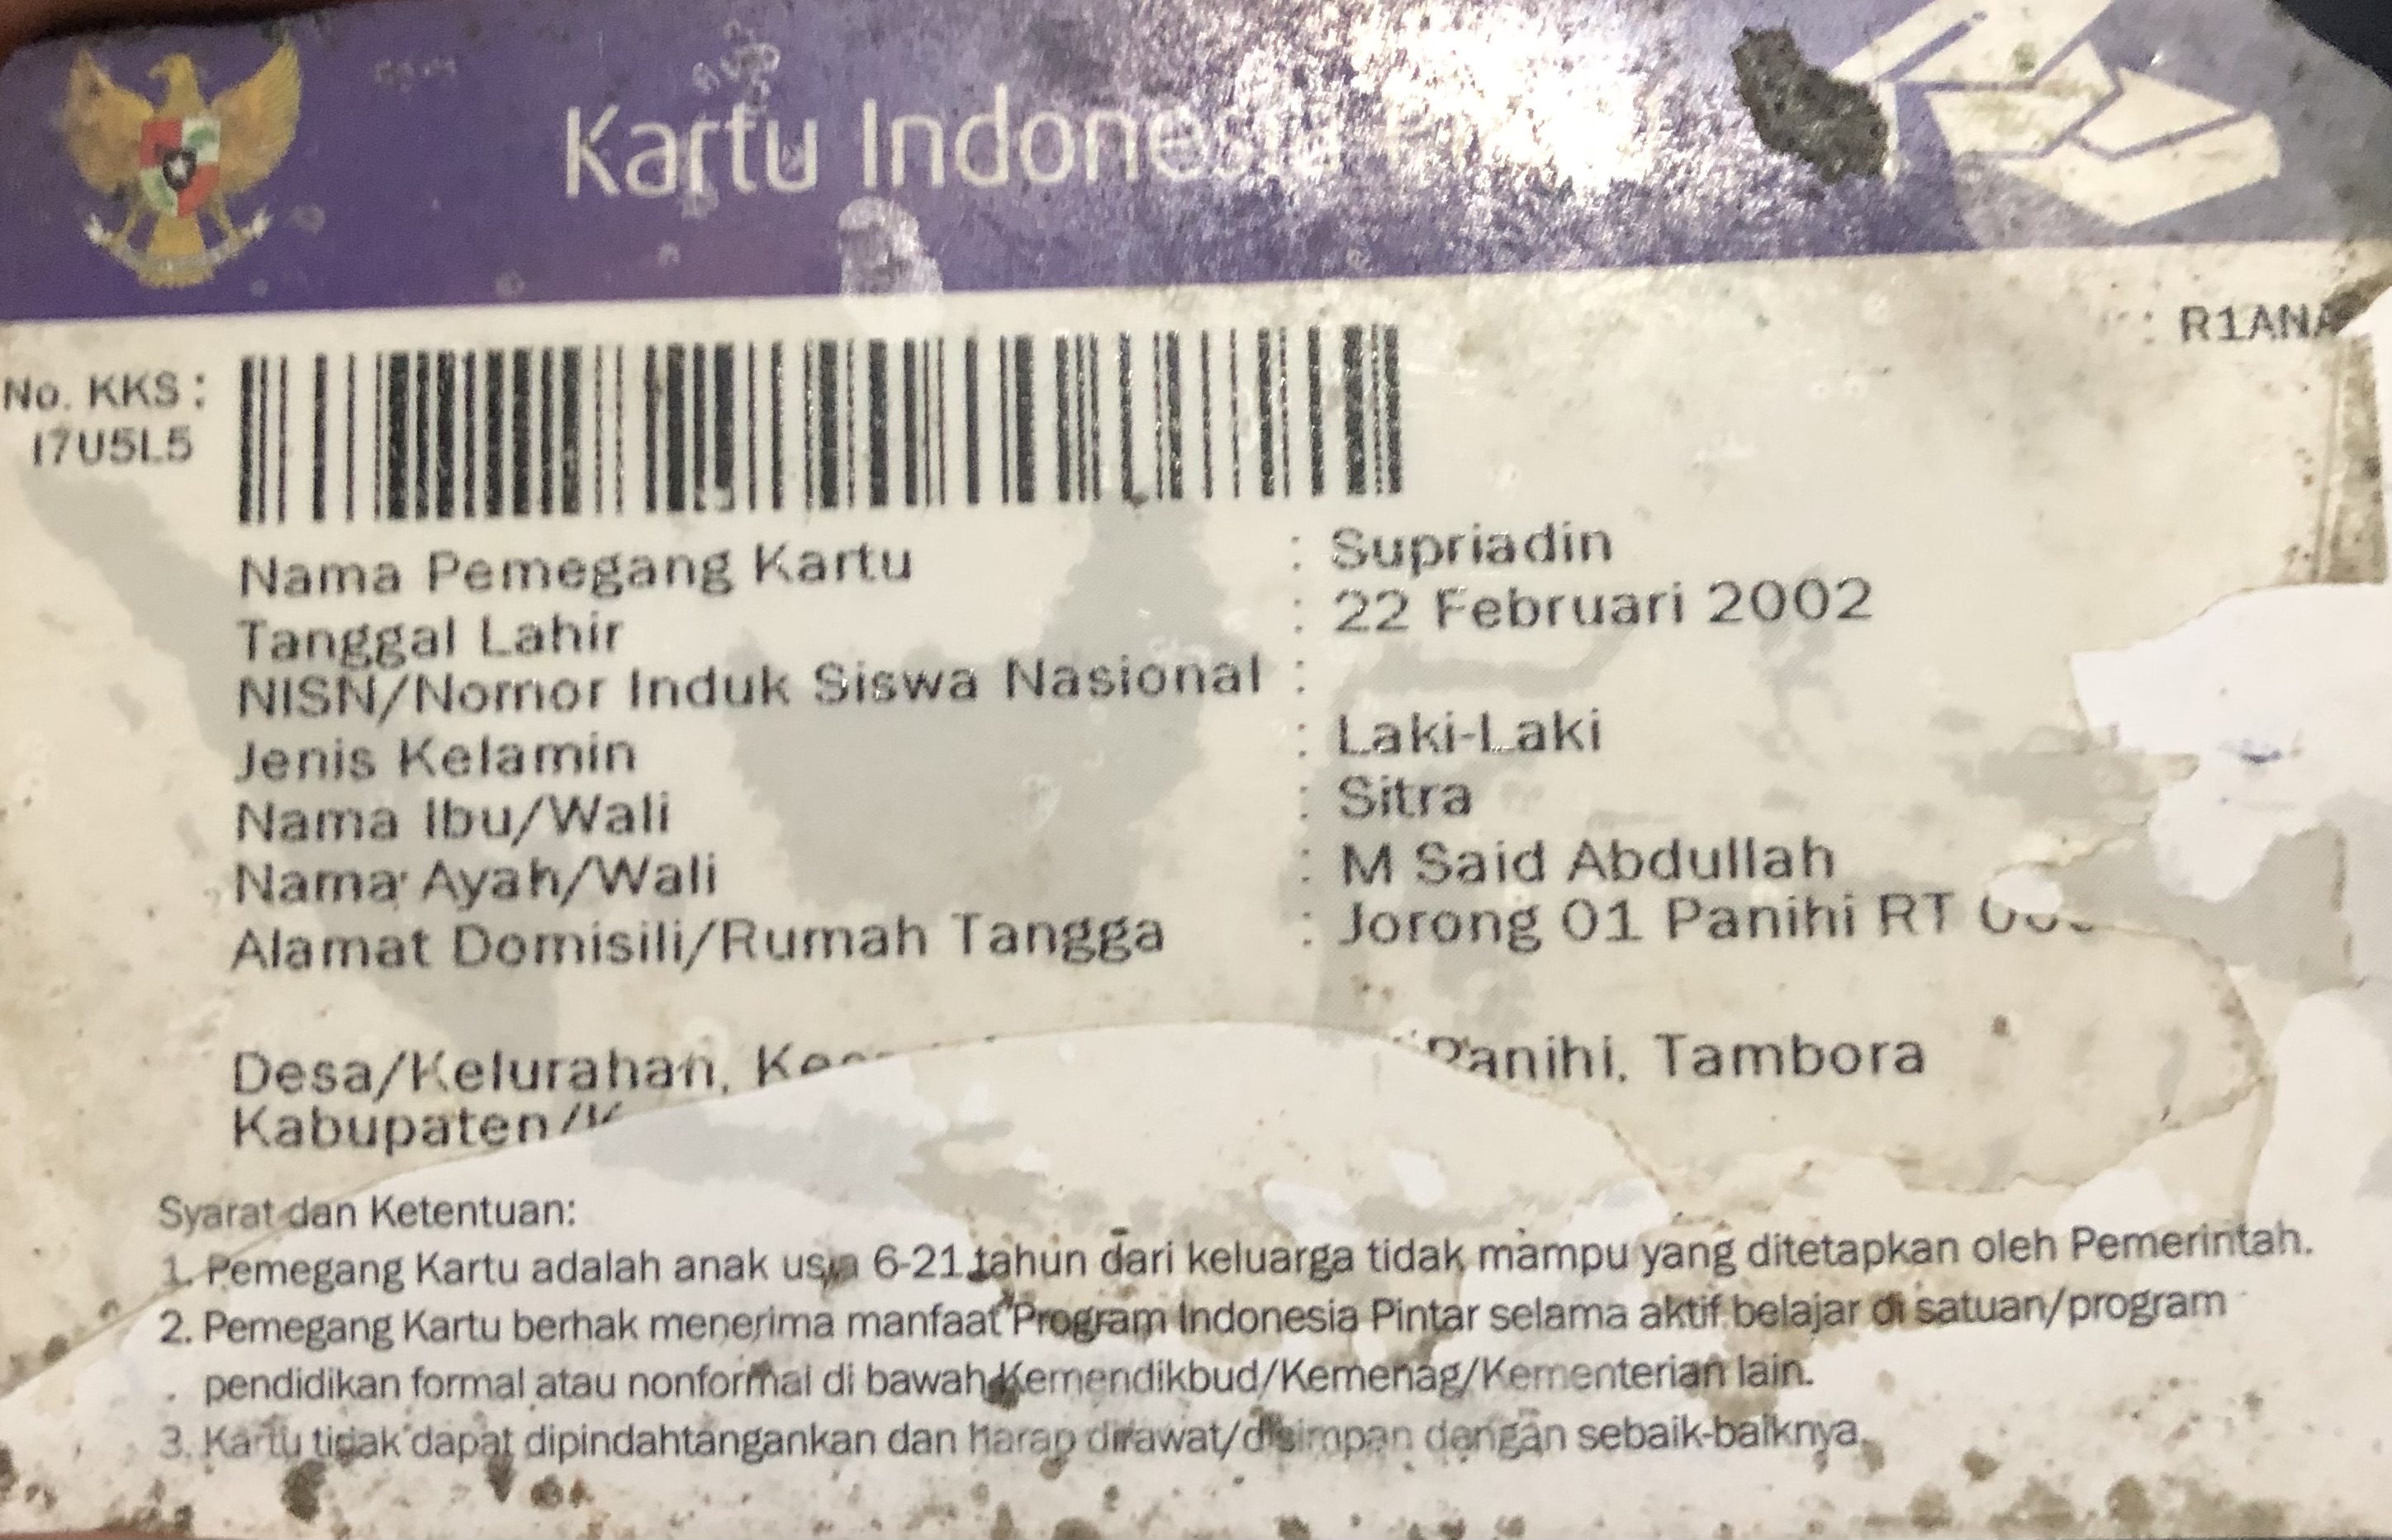 Kartu Indonesia
: R1ANA
No. KKS :
I7U5L5
Nama Pemegang Kartu : Supriadin
Tanggal Lahir : 22 Februari 2002
NISN/Nomor Induk Siswa Nasional :
Jenis Kelamin : Laki-Laki
Nama Ibu/Wali : Sitra
Nama Ayah/Wali : M Said Abdullah
Alamat Domisili/Rumah Tangga : Jorong 01 Panihi RT
Desa/Kelurahan, Panihi, Tambora
Kabupaten/
Syarat dan Ketentuan:
1. Pemegang Kartu adalah anak usia 6-21 tahun dari keluarga tidak mampu yang ditetapkan oleh Pemerintah.
2. Pemegang Kartu berhak menerima manfaat Program Indonesia Pintar selama aktif belajar di satuan/program
pendidikan formal atau nonformal di bawah Kemendikbud/Kemenag/Kementerian lain.
3. Kartu tidak dapat dipindahtangankan dan harap dirawat/disimpan dengan sebaik-baiknya.